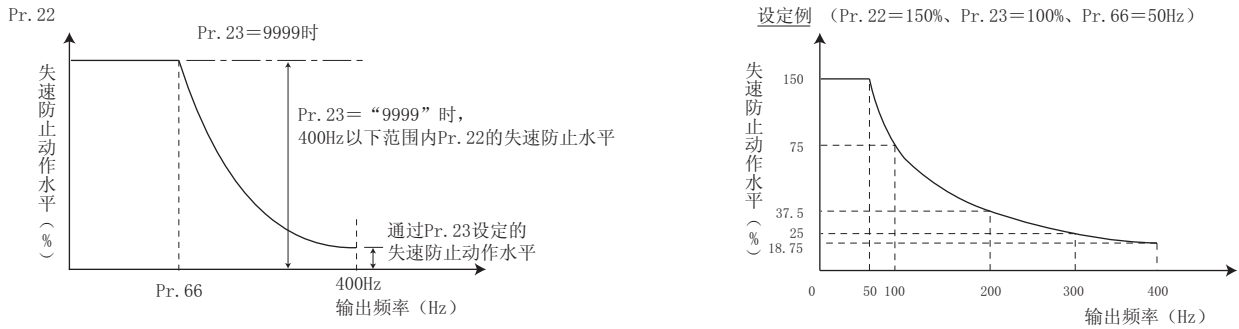 Pr.22
Pr.23＝9999时
失速防止动作水平（%）
Pr.23＝“9999”时，
400Hz以下范围内Pr.22的失速防止水平
通过Pr.23设定的
失速防止动作水平
Pr.66
400Hz
输出频率（Hz）
设定例 （Pr.22＝150%、Pr.23＝100%、Pr.66＝50Hz）
失速防止动作水平（%）
150
75
37.5
25
18.75
0
50
100
200
300
400
输出频率（Hz）